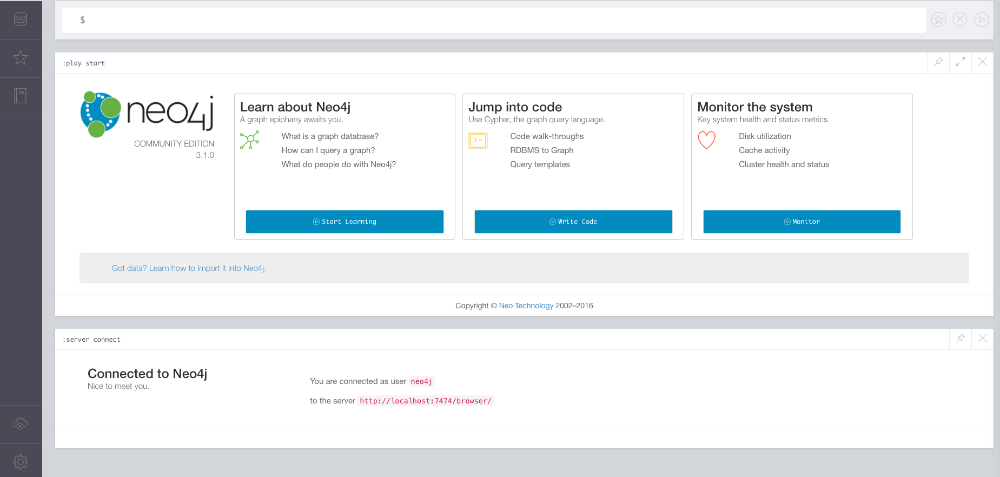 $
:play start
neo4j
COMMUNITY EDITION
3.1.0
Learn about Neo4j
A graph epiphany awaits you.
What is a graph database?
How can I query a graph?
What do people do with Neo4j?
Start Learning
Jump into code
Use Cypher, the graph query language.
Code walk-throughs
RDBMS to Graph
Query templates
Write Code
Monitor the system
Key system health and status metrics.
Disk utilization
Cache activity
Cluster health and status
Monitor
Got data? Learn how to import it into Neo4j.
Copyright © Neo Technology 2002–2016
:server connect
Connected to Neo4j
Nice to meet you.
You are connected as user neo4j
to the server http://localhost:7474/browser/